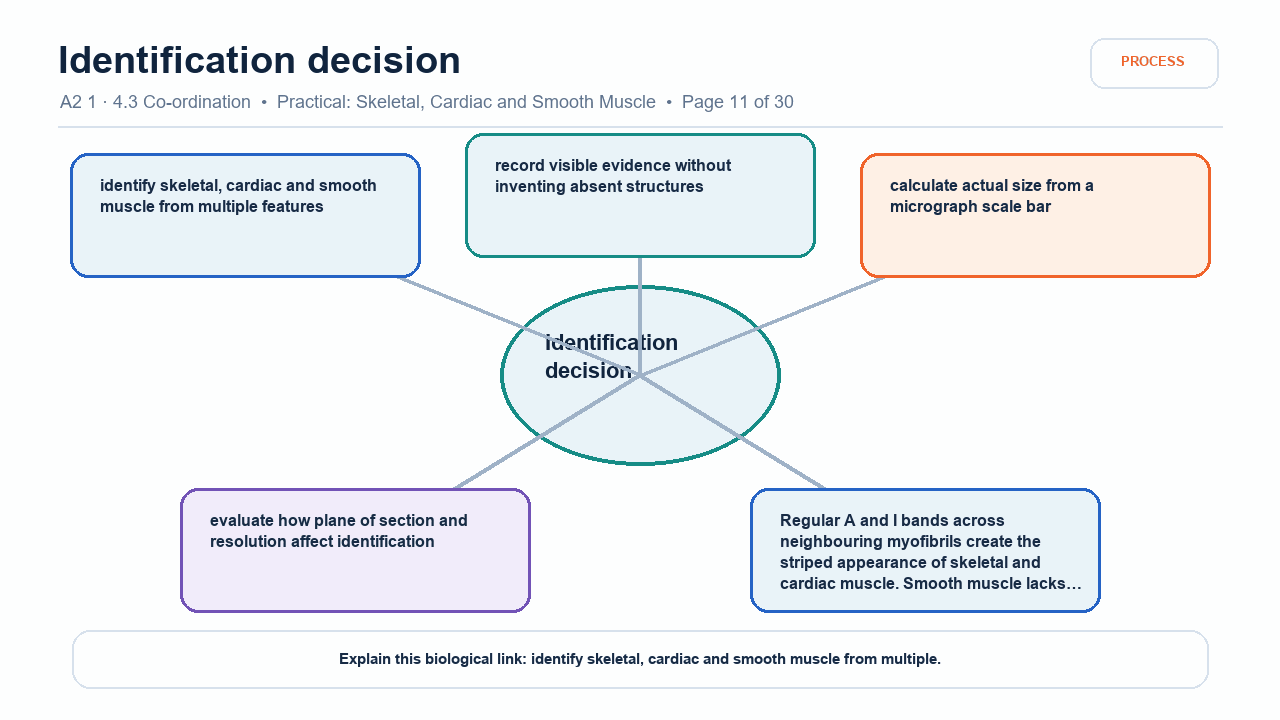 Identification decision
PROCESS
A2 1 · 4.3 Co-ordination • Practical: Skeletal, Cardiac and Smooth Muscle • Page 11 of 30
identify skeletal, cardiac and smooth
muscle from multiple features
record visible evidence without
inventing absent structures
calculate actual size from a
micrograph scale bar
Identification
decision
evaluate how plane of section and
resolution affect identification
Regular A and I bands across
neighbouring myofibrils create the
striped appearance of skeletal and
cardiac muscle. Smooth muscle lacks…
Explain this biological link: identify skeletal, cardiac and smooth muscle from multiple.